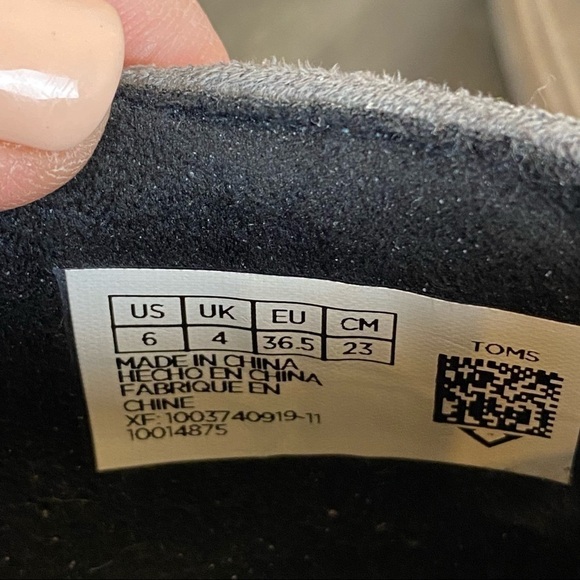 US UK EU CM
6 4 36.5 23
MADE IN CHINA
HECHO EN CHINA
FABRIQUE EN
CHINE
XF: 1003740919-11
10014875
TOMS